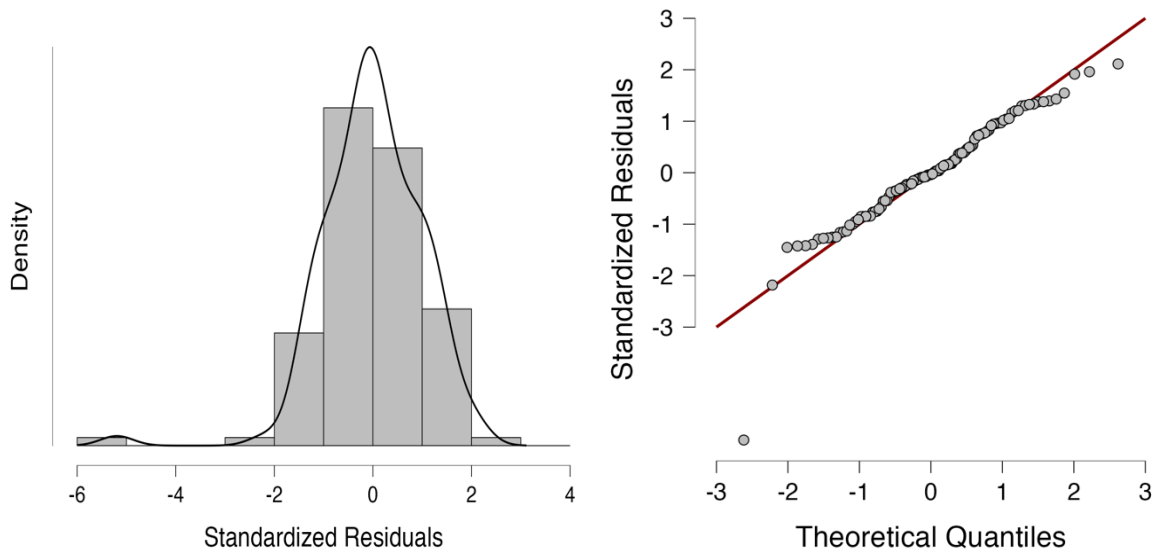 Density
-6 -4 -2 0 2 4
Standardized Residuals
Standardized Residuals
3
2
1
0
-1
-2
-3
-3 -2 -1 0 1 2 3
Theoretical Quantiles